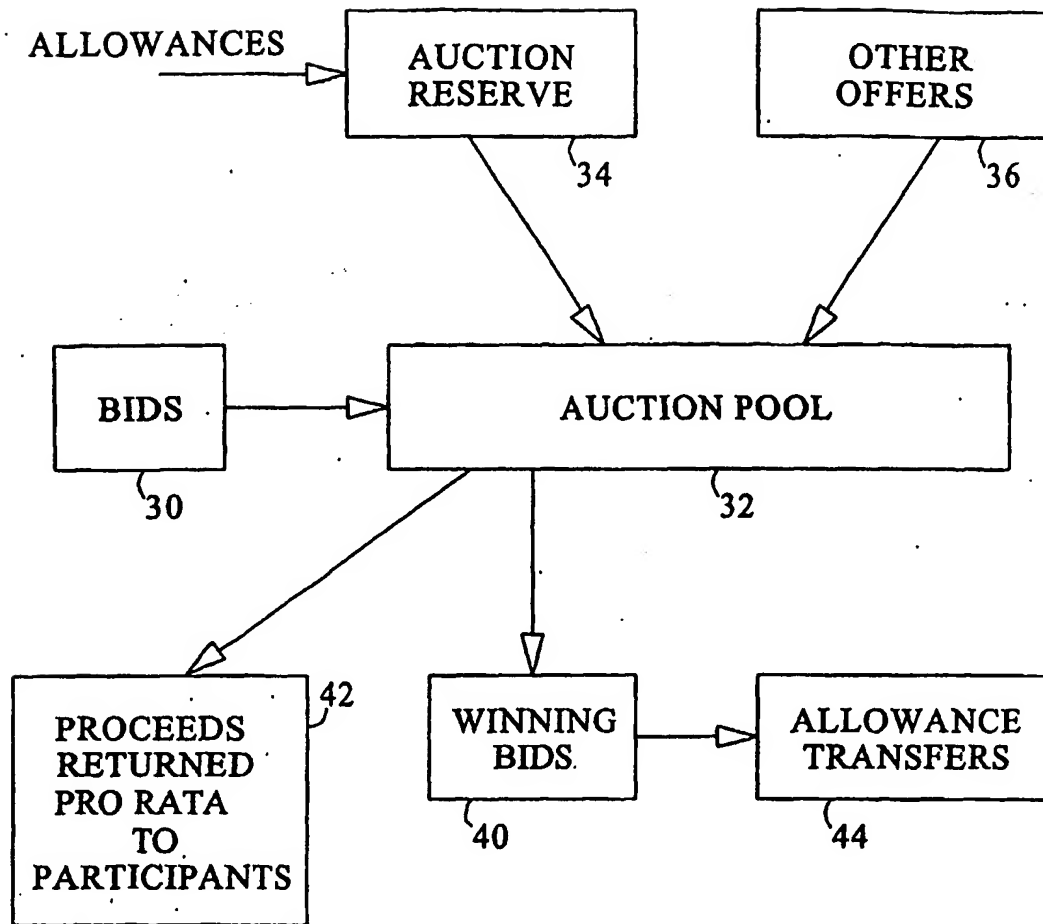 ALLOWANCES
AUCTION
RESERVE
34
OTHER
OFFERS
36
BIDS
30
AUCTION POOL
32
PROCEEDS
RETURNED
PRO RATA
TO
PARTICIPANTS
42
WINNING
BIDS
40
ALLOWANCE
TRANSFERS
44